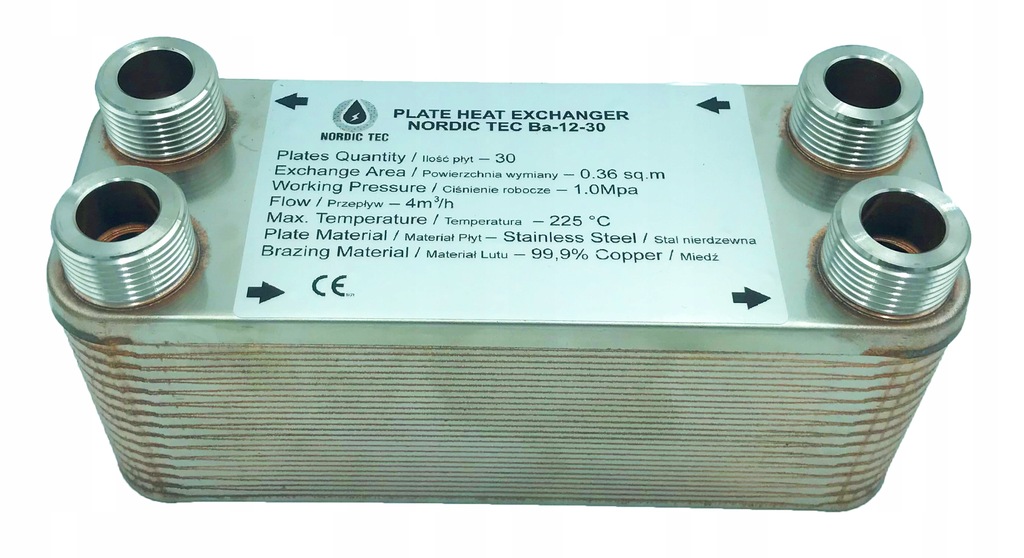 NORDIC TEC
PLATE HEAT EXCHANGER
NORDIC TEC Ba-12-30
Plates Quantity / Ilość płyt – 30
Exchange Area / Powierzchnia wymiany – 0.36 sq.m
Working Pressure / Ciśnienie robocze – 1.0Mpa
Flow / Przepływ – 4m³/h
Max. Temperature / Temperatura – 225 °C
Plate Material / Materiał Płyt – Stainless Steel / Stal nierdzewna
Brazing Material / Materiał Lutu – 99,9% Copper / Miedź
CE